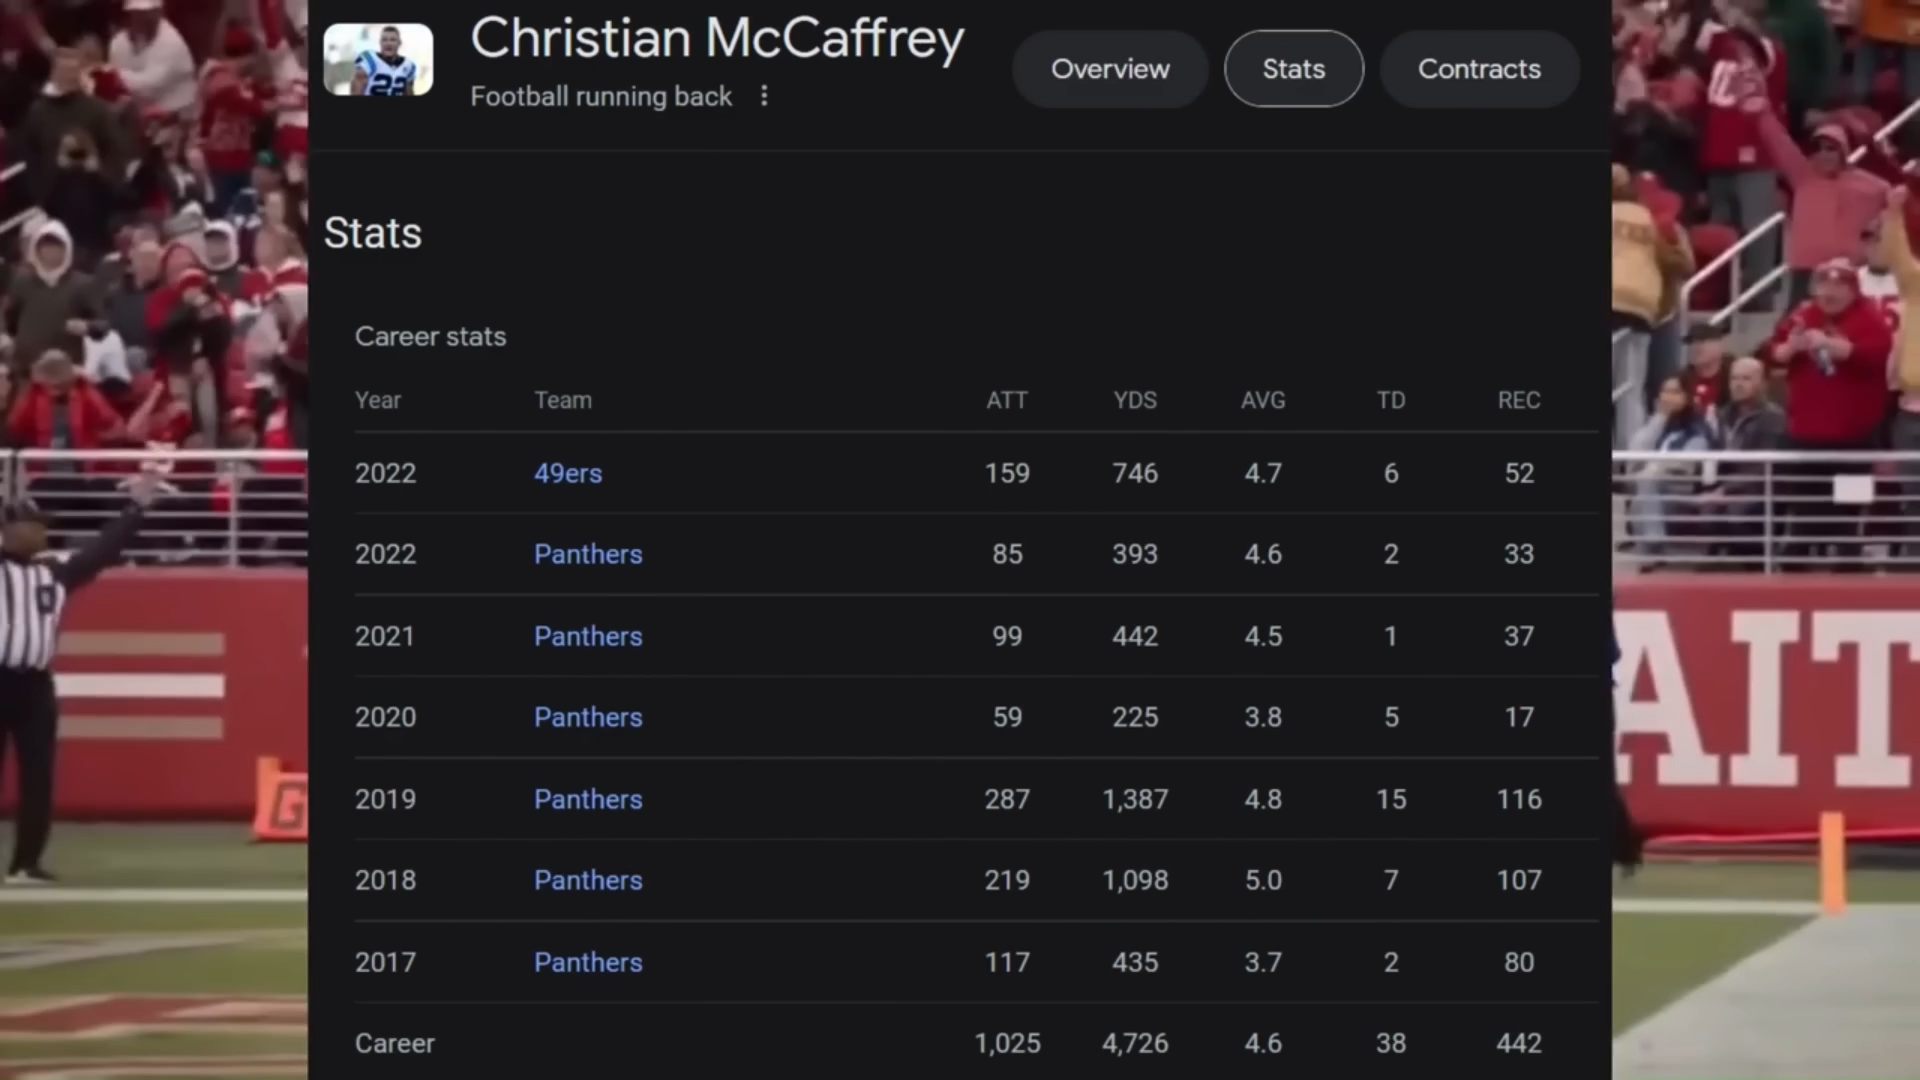 Christian McCaffrey
Football running back
Overview Stats Contracts
Stats
Career stats
Year Team ATT YDS AVG TD REC
2022 49ers 159 746 4.7 6 52
2022 Panthers 85 393 4.6 2 33
2021 Panthers 99 442 4.5 1 37
2020 Panthers 59 225 3.8 5 17
2019 Panthers 287 1,387 4.8 15 116
2018 Panthers 219 1,098 5.0 7 107
2017 Panthers 117 435 3.7 2 80
Career 1,025 4,726 4.6 38 442
22
G
AIT